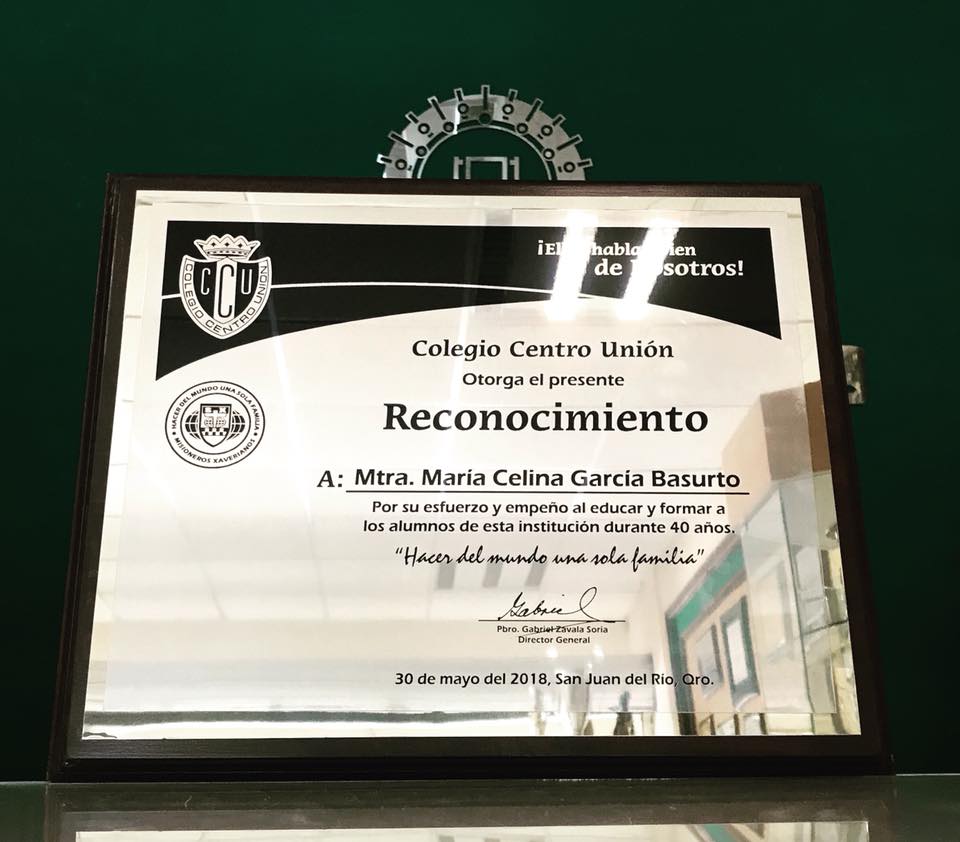 CCU
COLEGIO CENTRO UNIÓN
de nosotros!
HACER DEL MUNDO UNA SOLA FAMILIA
MISIONEROS XAVERIANOS
Colegio Centro Unión
Otorga el presente
Reconocimiento
A: Mtra. María Celina García Basurto
Por su esfuerzo y empeño al educar y formar a
los alumnos de esta institución durante 40 años.
“Hacer del mundo una sola familia”
Gabriel
Pbro. Gabriel Zavala Soria
Director General
30 de mayo del 2018, San Juan del Río, Qro.